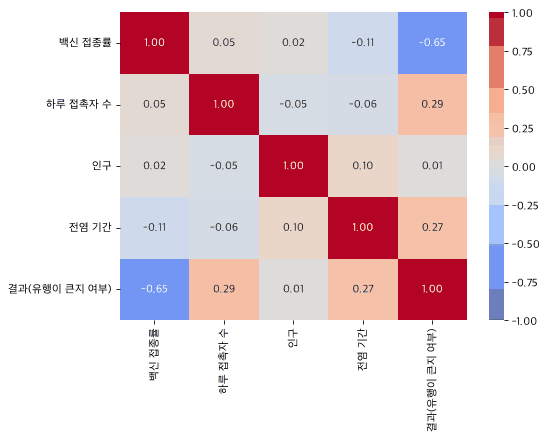 백신 접종률
하루 접촉자 수
인구
전염 기간
결과(유행이 큰지 여부)
1.00 0.05 0.02 -0.11 -0.65
0.05 1.00 -0.05 -0.06 0.29
0.02 -0.05 1.00 0.10 0.01
-0.11 -0.06 0.10 1.00 0.27
-0.65 0.29 0.01 0.27 1.00
백신 접종률
하루 접촉자 수
인구
전염 기간
결과(유행이 큰지 여부)
1.00
0.75
0.50
0.25
0.00
-0.25
-0.50
-0.75
-1.00